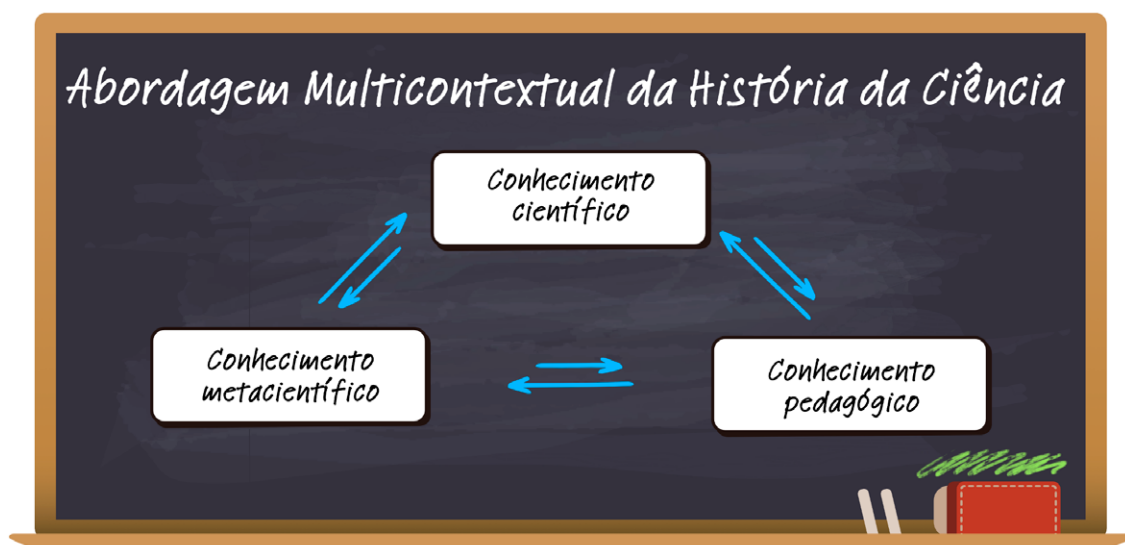 Abordagem Multicontextual da História da Ciência
Conhecimento
científico
Conhecimento
metacientífico
Conhecimento
pedagógico